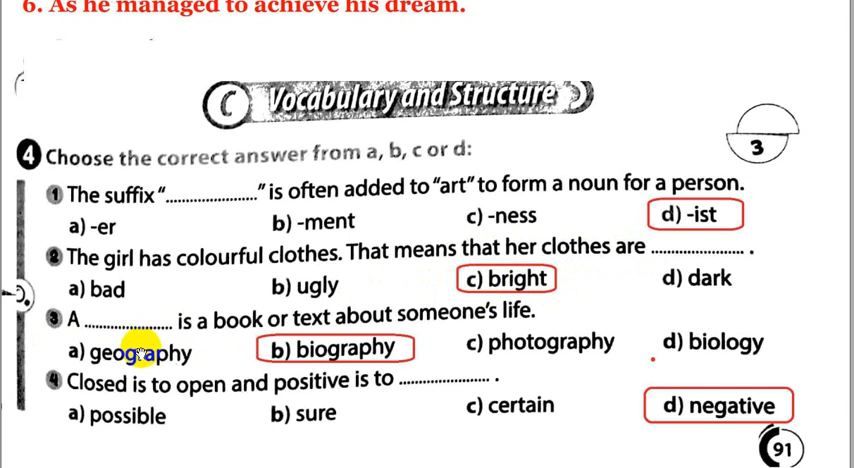 6. As he managed to achieve his dream.
C Vocabulary and Structure
3
4 Choose the correct answer from a, b, c or d:
1 The suffix “....................” is often added to “art” to form a noun for a person.
a) -er b) -ment c) -ness d) -ist
2 The girl has colourful clothes. That means that her clothes are .................... .
a) bad b) ugly c) bright d) dark
3 A .................... is a book or text about someone’s life.
a) geography b) biography c) photography d) biology
4 Closed is to open and positive is to .................... .
a) possible b) sure c) certain d) negative
91